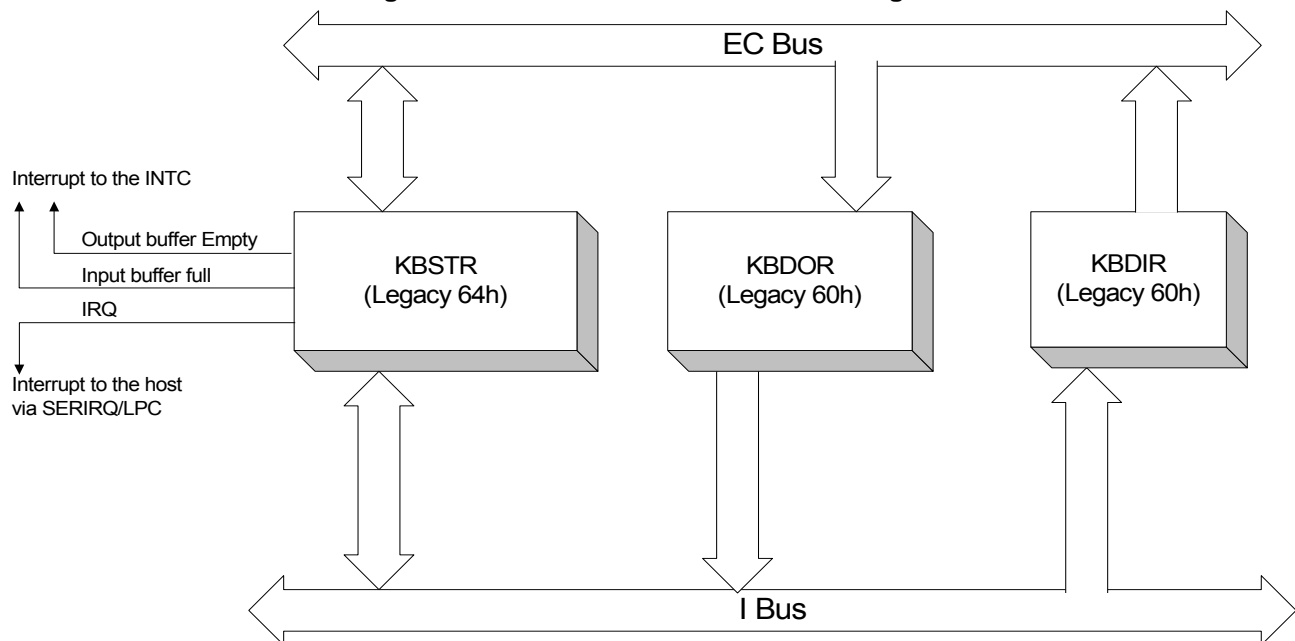 EC Bus
Interrupt to the INTC
Output buffer Empty
Input buffer full
IRQ
Interrupt to the host
via SERIRQ/LPC
KBSTR
(Legacy 64h)
KBDOR
(Legacy 60h)
KBDIR
(Legacy 60h)
I Bus